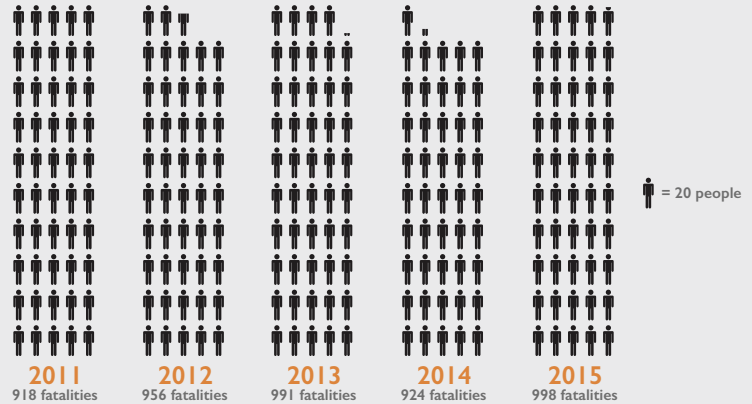 = 20 people
2011
918 fatalities
2012
956 fatalities
2013
991 fatalities
2014
924 fatalities
2015
998 fatalities